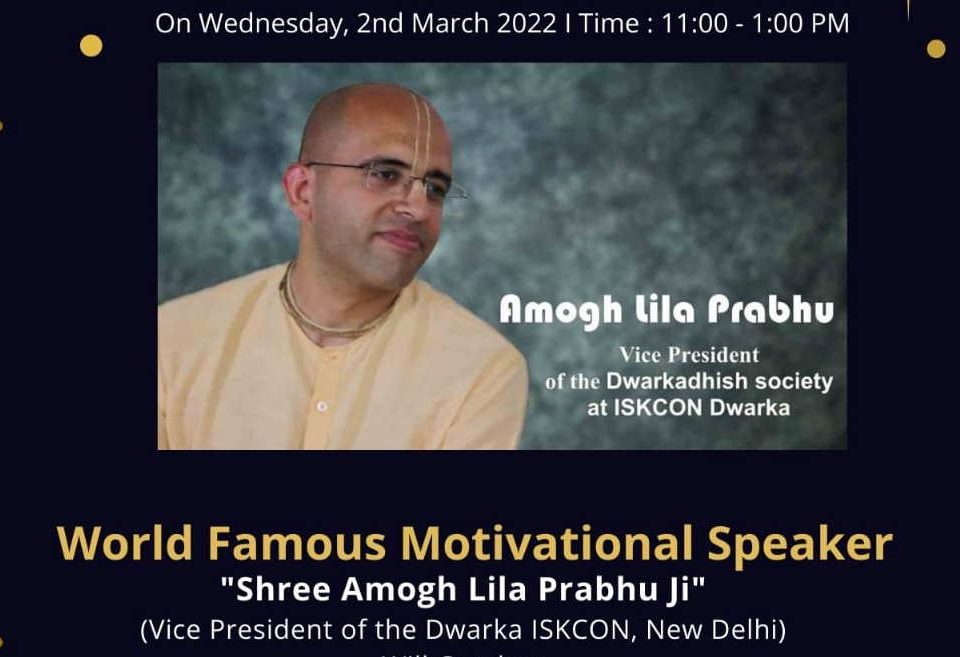 On Wednesday, 2nd March 2022 I Time : 11:00 - 1:00 PM
Amogh Lila Prabhu
Vice President
of the Dwarkadhish society
at ISKCON Dwarka
World Famous Motivational Speaker
"Shree Amogh Lila Prabhu Ji"
(Vice President of the Dwarka ISKCON, New Delhi)